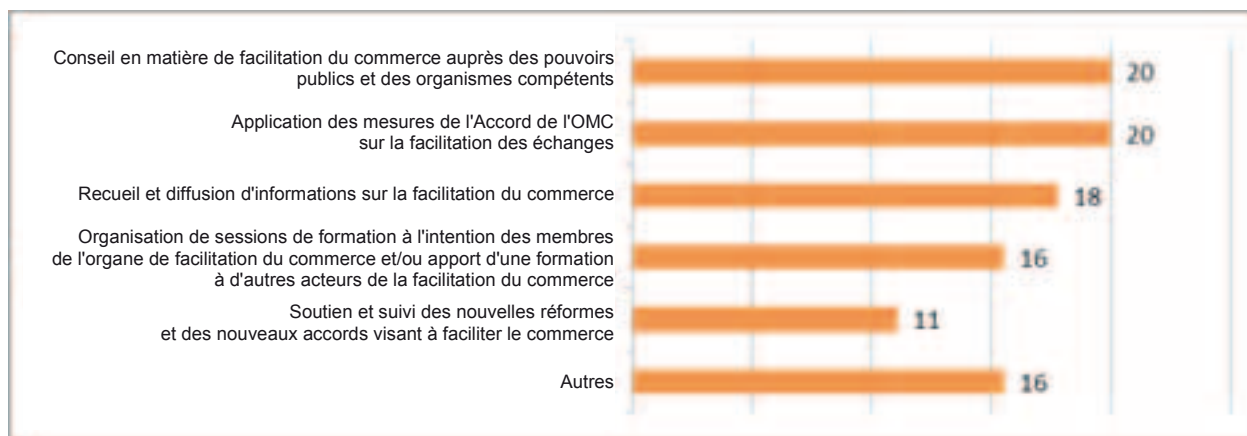 Conseil en matière de facilitation du commerce auprès des pouvoirs
publics et des organismes compétents
20
Application des mesures de l'Accord de l'OMC
sur la facilitation des échanges
20
Recueil et diffusion d'informations sur la facilitation du commerce
18
Organisation de sessions de formation à l'intention des membres
de l'organe de facilitation du commerce et/ou apport d'une formation
à d'autres acteurs de la facilitation du commerce
16
Soutien et suivi des nouvelles réformes
et des nouveaux accords visant à faciliter le commerce
11
Autres
16